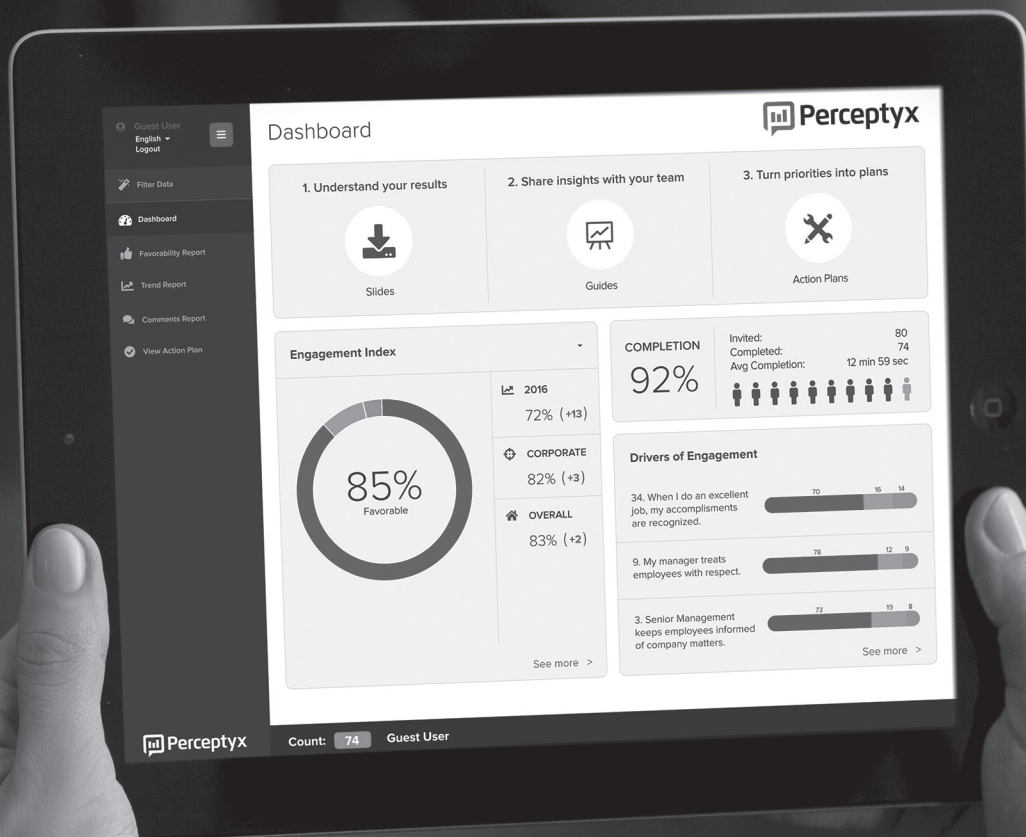 Guest User
English
Logout
Filter Data
Dashboard
Favorability Report
Trend Report
Comments Report
View Action Plan
Perceptyx
Dashboard
Perceptyx
1. Understand your results
Slides
2. Share insights with your team
Guides
3. Turn priorities into plans
Action Plans
Engagement Index
85%
Favorable
2016
72% (+13)
CORPORATE
82% (+3)
OVERALL
83% (+2)
See more >
COMPLETION
92%
Invited: 80
Completed: 74
Avg Completion: 12 min 59 sec
Drivers of Engagement
34. When I do an excellent
job, my accomplisments
are recognized.
70 16 14
9. My manager treats
employees with respect.
78 12 9
3. Senior Management
keeps employees informed
of company matters.
73 19 8
See more >
Count: 74 Guest User